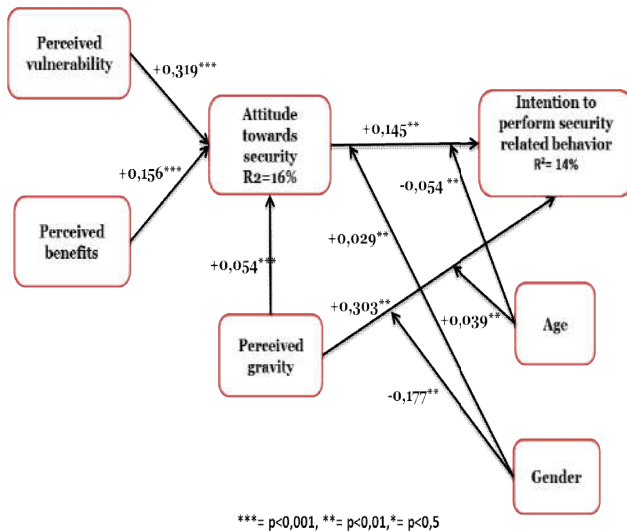 Perceived
vulnerability
+0,319***
Attitude
towards
security
R2=16%
+0,145**
Intention to
perform security
related behavior
R²= 14%
+0,156***
-0,054**
Perceived
benefits
+0,029**
+0,054***
+0,303**
+0,039**
Age
Perceived
gravity
-0,177**
Gender
***= p<0,001, **= p<0,01,*= p<0,5